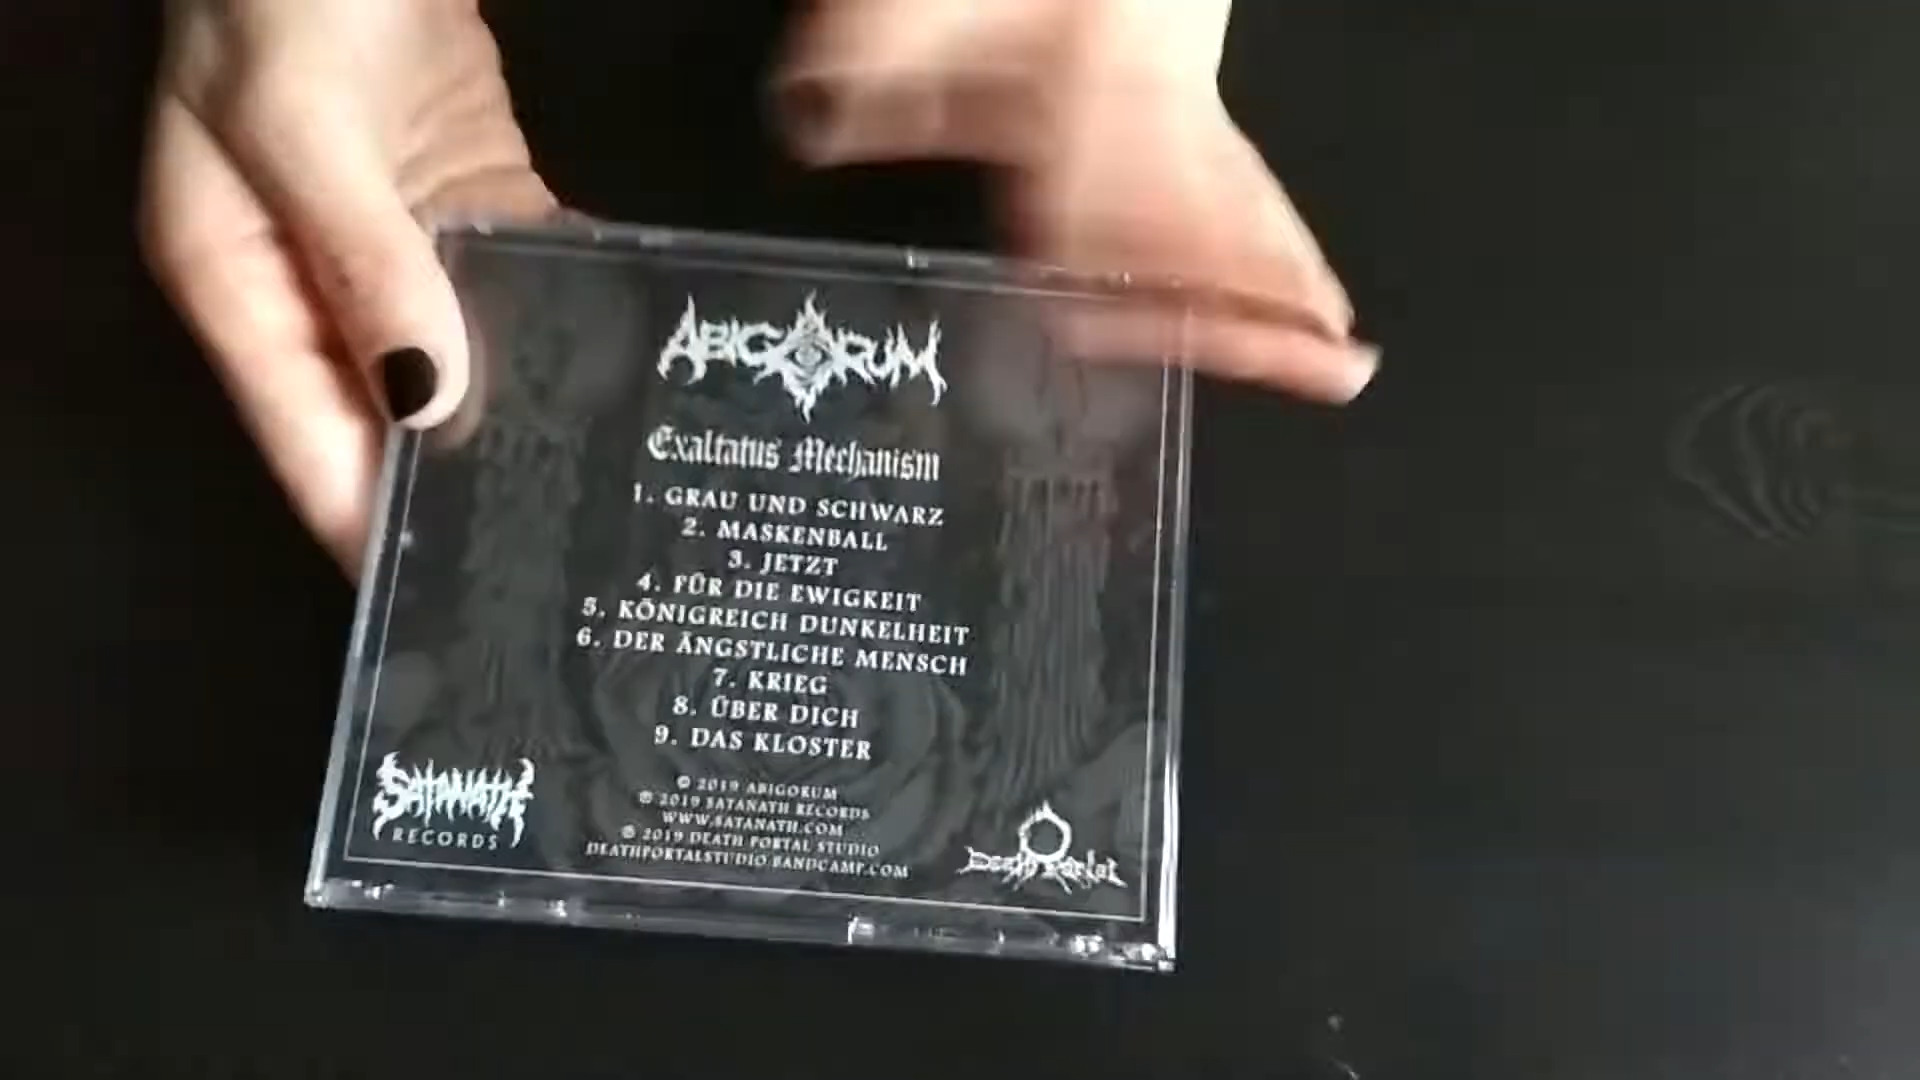 ABIGORUM
Exaltatus Mechanism
1. GRAU UND SCHWARZ
2. MASKENBALL
3. JETZT
4. FÜR DIE EWIGKEIT
5. KÖNIGREICH DUNKELHEIT
6. DER ÄNGSTLICHE MENSCH
7. KRIEG
8. ÜBER DICH
9. DAS KLOSTER
© 2019 ABIGORUM
© 2019 SATANATH RECORDS
WWW.SATANATH.COM
© 2019 DEATH PORTAL STUDIO
DEATHPORTALSTUDIO.BANDCAMP.COM
SATANATH
RECORDS
Death Portal